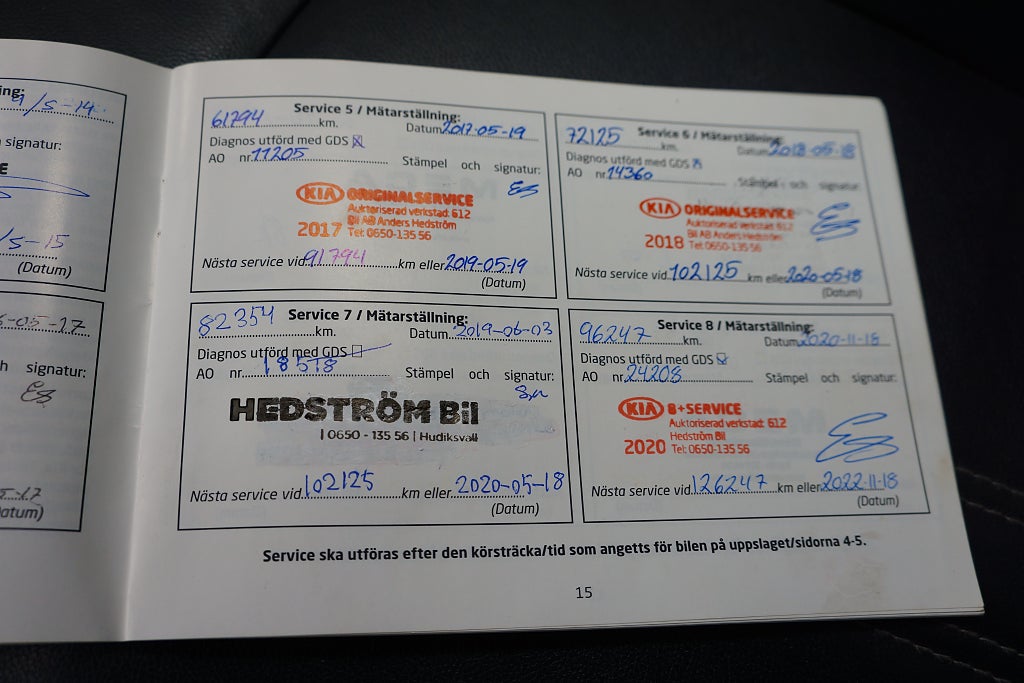 ning:
9/5-14
signatur:
/5-15
(Datum)
5-05-17
h signatur:
5-17
atum)
Service 5 / Mätarställning:
61794 km. Datum 2017-05-19
Diagnos utförd med GDS
AO nr. 11205 Stämpel och signatur:
KIA ORIGINALSERVICE
Auktoriserad verkstad: 612
Bil AB Anders Hedström
2017 Tel: 0650-135 56
Nästa service vid 91794 km eller 2019-05-19
(Datum)
Service 6 / Mätarställning:
72125 km. Datum 2018-05-18
Diagnos utförd med GDS
AO nr. 14360 Stämpel och signatur:
KIA ORIGINALSERVICE
Auktoriserad verkstad: 612
Bil AB Anders Hedström
2018 Tel: 0650-135 56
Nästa service vid 102125 km eller 2020-05-18
(Datum)
Service 7 / Mätarställning:
82354 km. Datum 2019-06-03
Diagnos utförd med GDS
AO nr. 18578 Stämpel och signatur:
HEDSTRÖM Bil
| 0650 - 135 56 | Hudiksvall
Nästa service vid 102125 km eller 2020-05-18
(Datum)
Service 8 / Mätarställning:
96247 km. Datum 2020-11-18
Diagnos utförd med GDS
AO nr. 24208 Stämpel och signatur:
KIA 8+SERVICE
Auktoriserad verkstad: 612
Hedström Bil
2020 Tel: 0650-135 56
Nästa service vid 126247 km eller 2022-11-18
(Datum)
Service ska utföras efter den körsträcka/tid som angetts för bilen på uppslaget/sidorna 4-5.
15